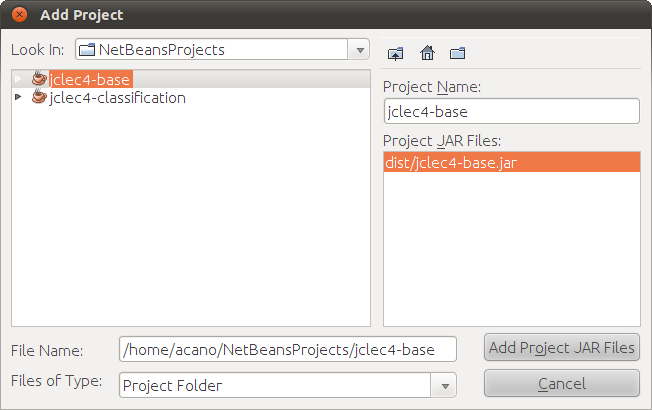 Add Project
Look In: NetBeansProjects
jclec4-base
jclec4-classification
Project Name:
jclec4-base
Project JAR Files:
dist/jclec4-base.jar
File Name: /home/acano/NetBeansProjects/jclec4-base
Add Project JAR Files
Files of Type: Project Folder
Cancel